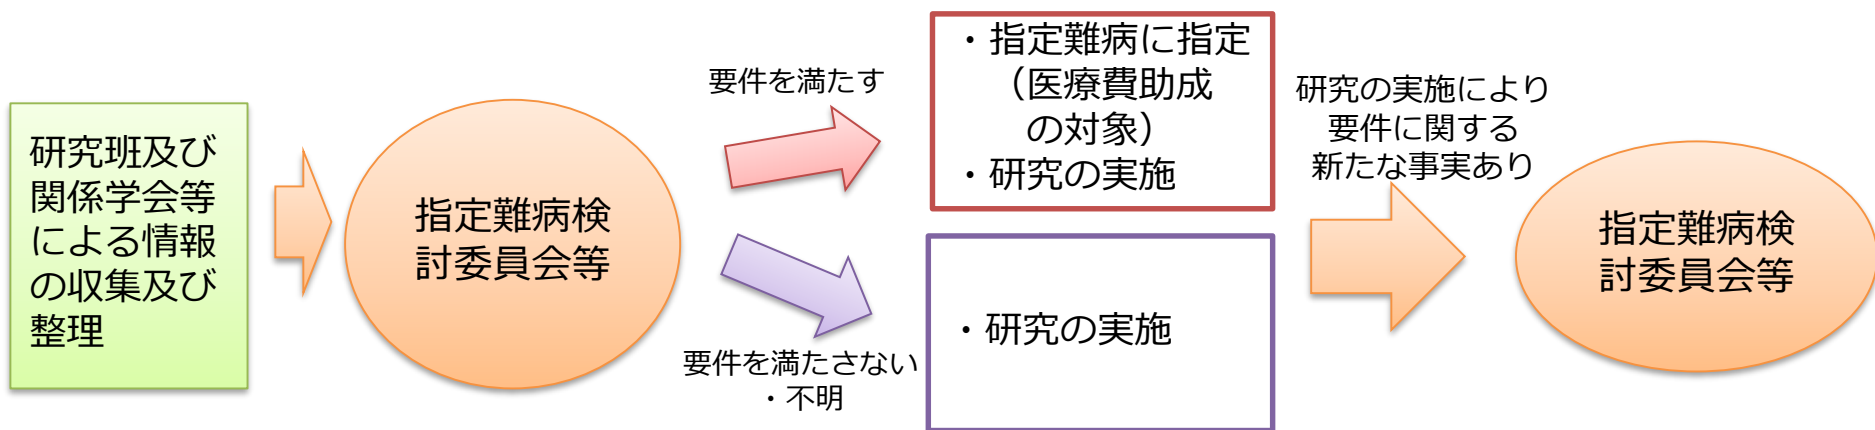 研究班及び
関係学会等
による情報
の収集及び
整理
指定難病検
討委員会等
要件を満たす
要件を満たさない
・不明
・指定難病に指定
（医療費助成
の対象）
・研究の実施
・研究の実施
研究の実施により
要件に関する
新たな事実あり
指定難病検
討委員会等